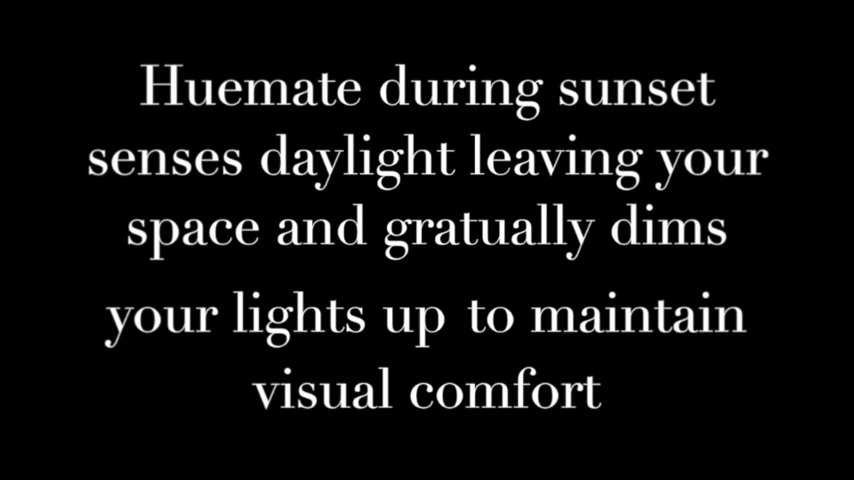 Huemate during sunset
senses daylight leaving your
space and gratually dims
your lights up to maintain
visual comfort